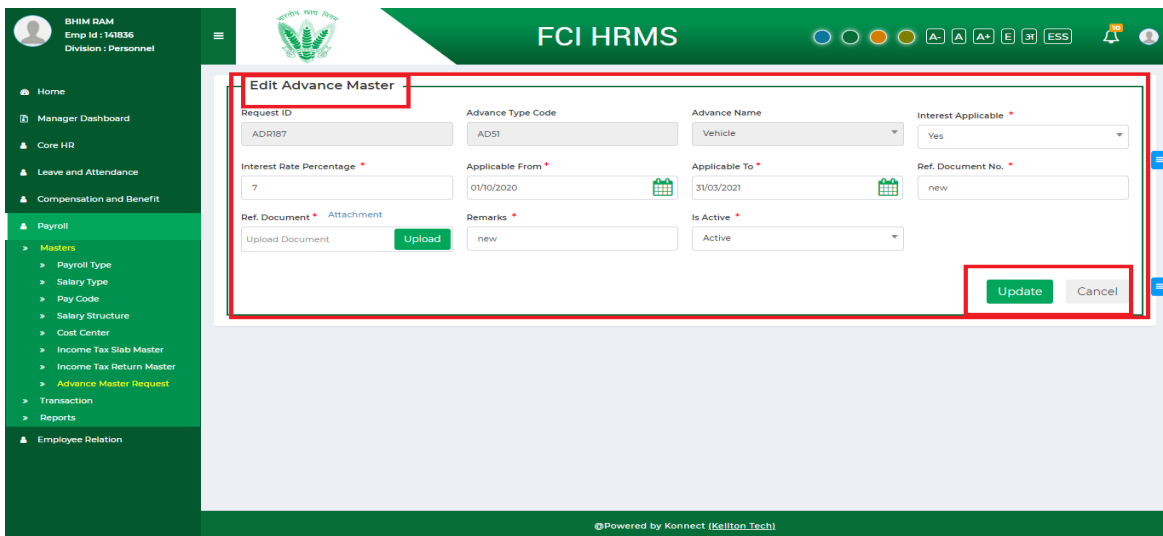 BHIM RAM
Emp Id : 141836
Division : Personnel
भारतीय खाद्य निगम
FCI HRMS
A- A A+ E अ ESS
10
Home
Manager Dashboard
Core HR
Leave and Attendance
Compensation and Benefit
Payroll
» Masters
» Payroll Type
» Salary Type
» Pay Code
» Salary Structure
» Cost Center
» Income Tax Slab Master
» Income Tax Return Master
» Advance Master Request
» Transaction
» Reports
Employee Relation
Edit Advance Master
Request ID Advance Type Code Advance Name Interest Applicable *
ADR187 AD51 Vehicle Yes
Interest Rate Percentage * Applicable From * Applicable To * Ref. Document No. *
7 01/10/2020 31/03/2021 new
Ref. Document * Attachment Remarks * Is Active *
Upload Document Upload new Active
Update Cancel
@Powered by Konnect (Kellton Tech)